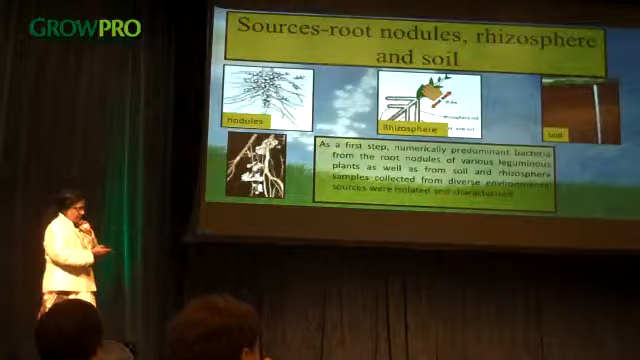 GROWPRO
Sources-root nodules, rhizosphere
and soil
nodules
Rhizosphere
soil
As a first step, numerically predominant bacteria
from the root nodules of various leguminous
plants as well as from soil and rhizosphere
samples collected from diverse environmental
sources were isolated and characterised